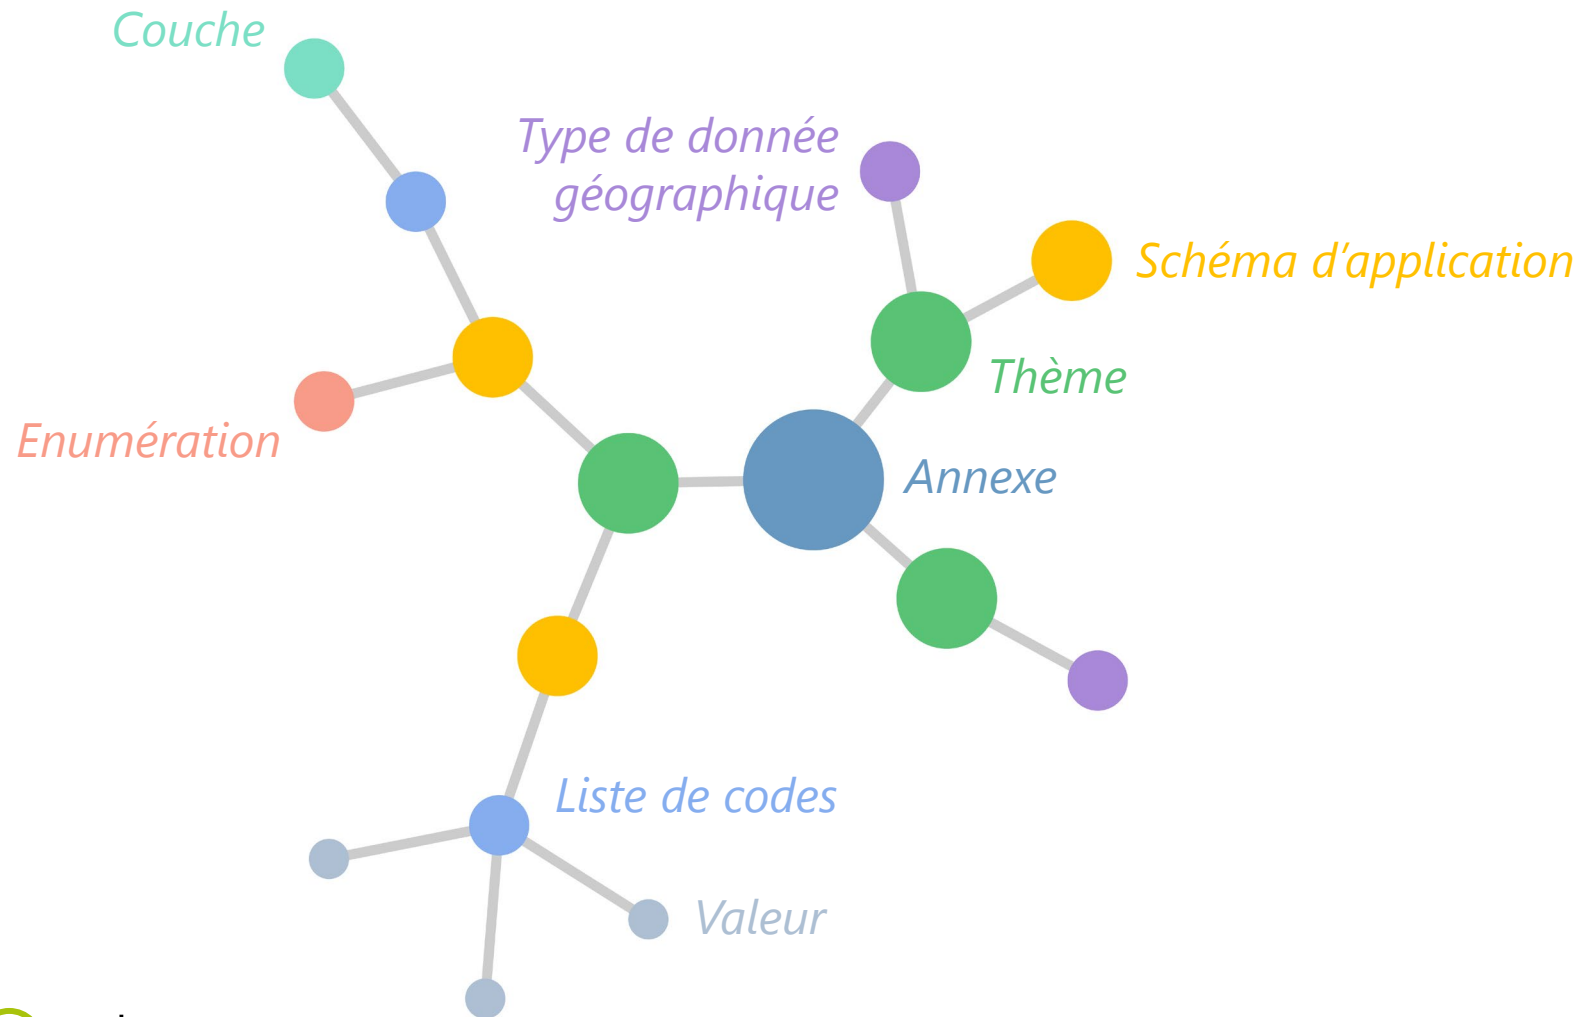 Couche
Type de donnée
géographique
Schéma d’application
Thème
Enumération
Annexe
Liste de codes
Valeur